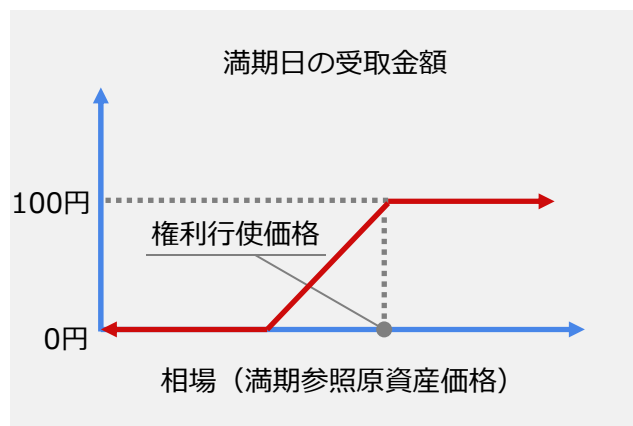 満期日の受取金額
100円
権利行使価格
0円
相場（満期参照原資産価格）